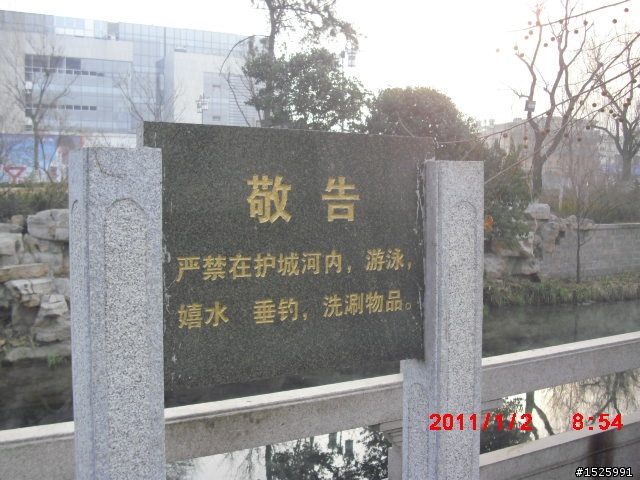 敬告
严禁在护城河内，游泳，
嬉水 垂钓，洗涮物品。
2011/1/2 8:54
#1525991